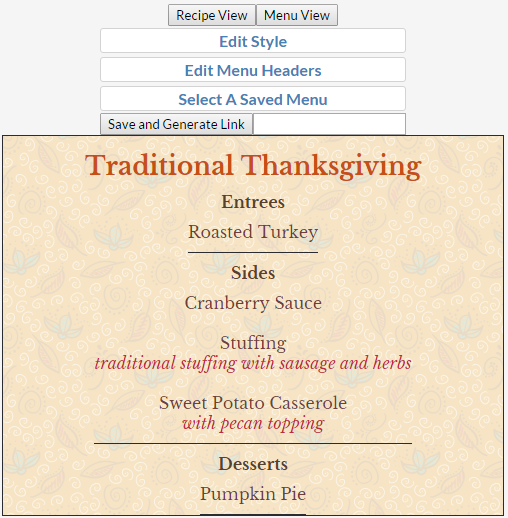 Recipe View Menu View
Edit Style
Edit Menu Headers
Select A Saved Menu
Save and Generate Link
Traditional Thanksgiving
Entrees
Roasted Turkey
Sides
Cranberry Sauce
Stuffing
traditional stuffing with sausage and herbs
Sweet Potato Casserole
with pecan topping
Desserts
Pumpkin Pie